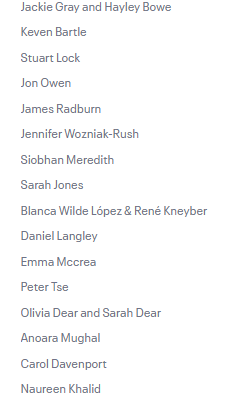 Jackie Gray and Hayley Bowe
Keven Bartle
Stuart Lock
Jon Owen
James Radburn
Jennifer Wozniak-Rush
Siobhan Meredith
Sarah Jones
Blanca Wilde López & René Kneyber
Daniel Langley
Emma Mccrea
Peter Tse
Olivia Dear and Sarah Dear
Anoara Mughal
Carol Davenport
Naureen Khalid